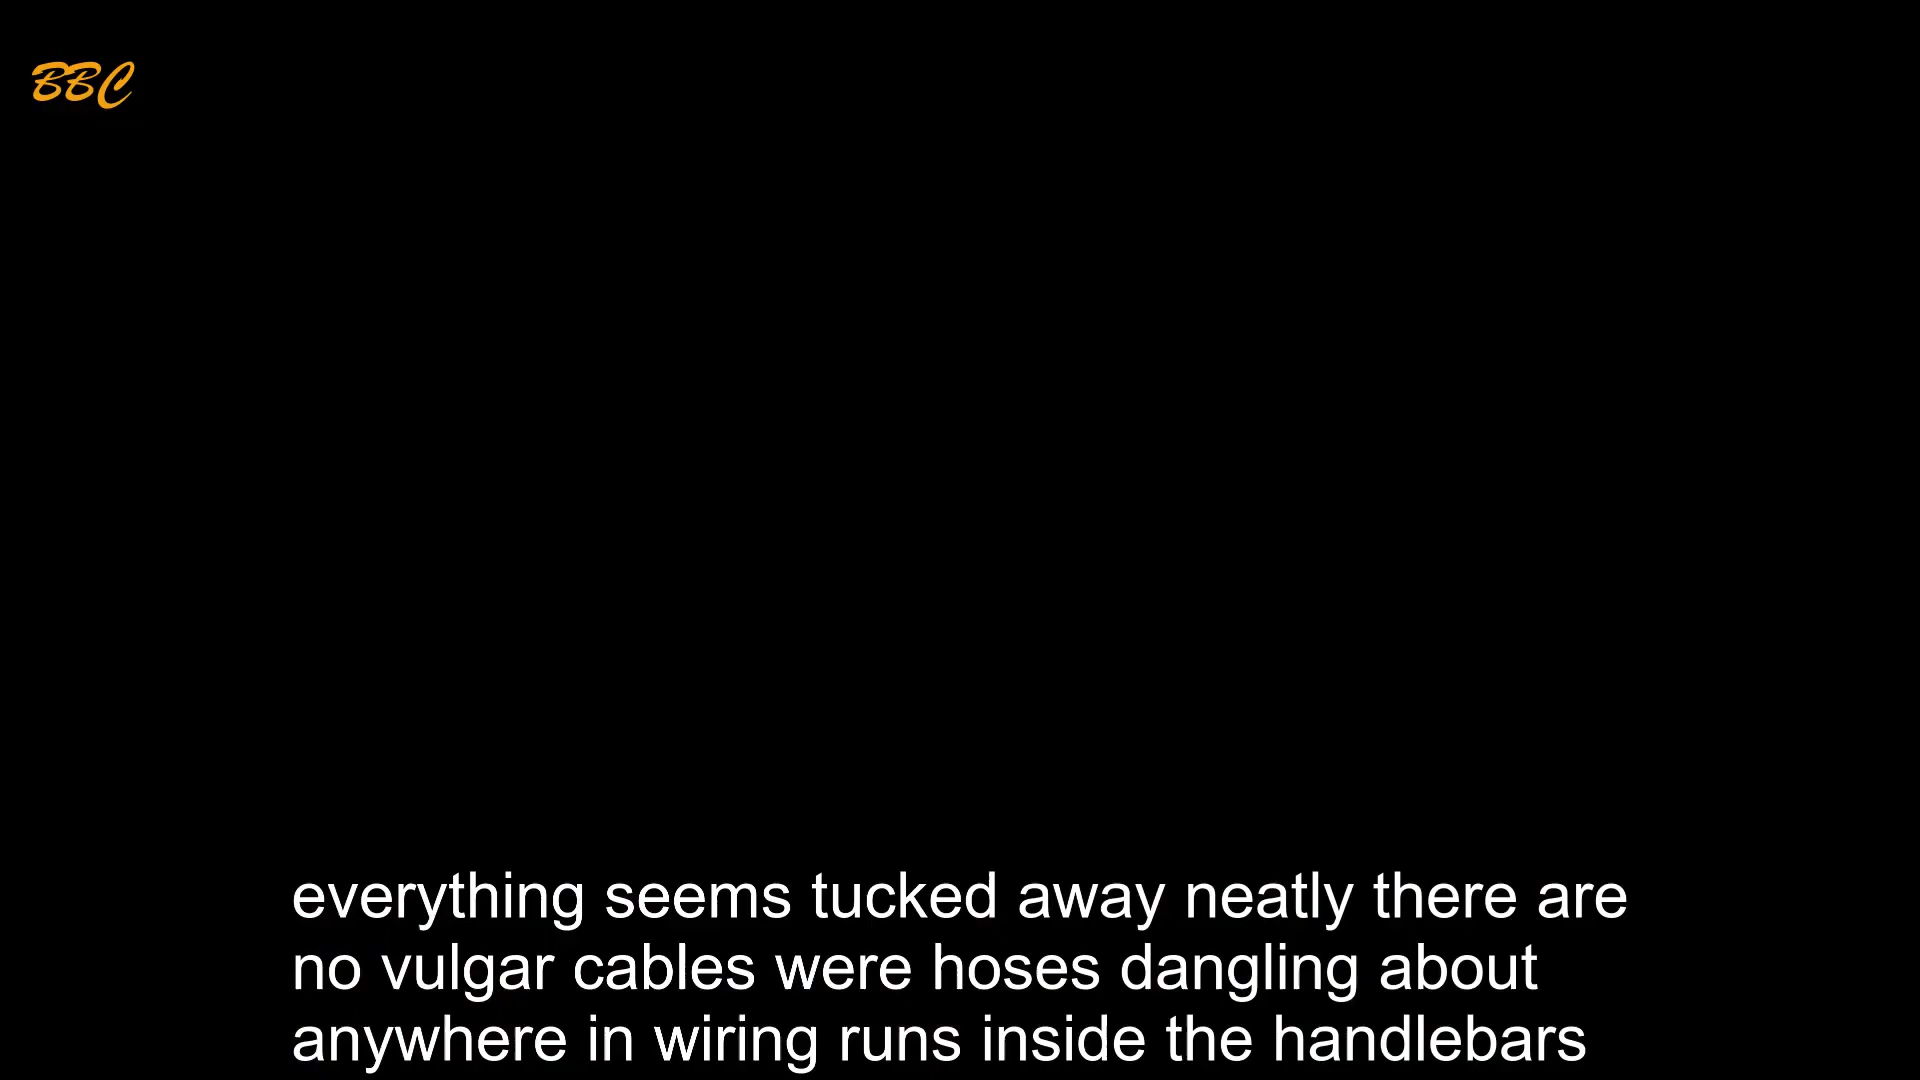 BBC
everything seems tucked away neatly there are
no vulgar cables were hoses dangling about
anywhere in wiring runs inside the handlebars